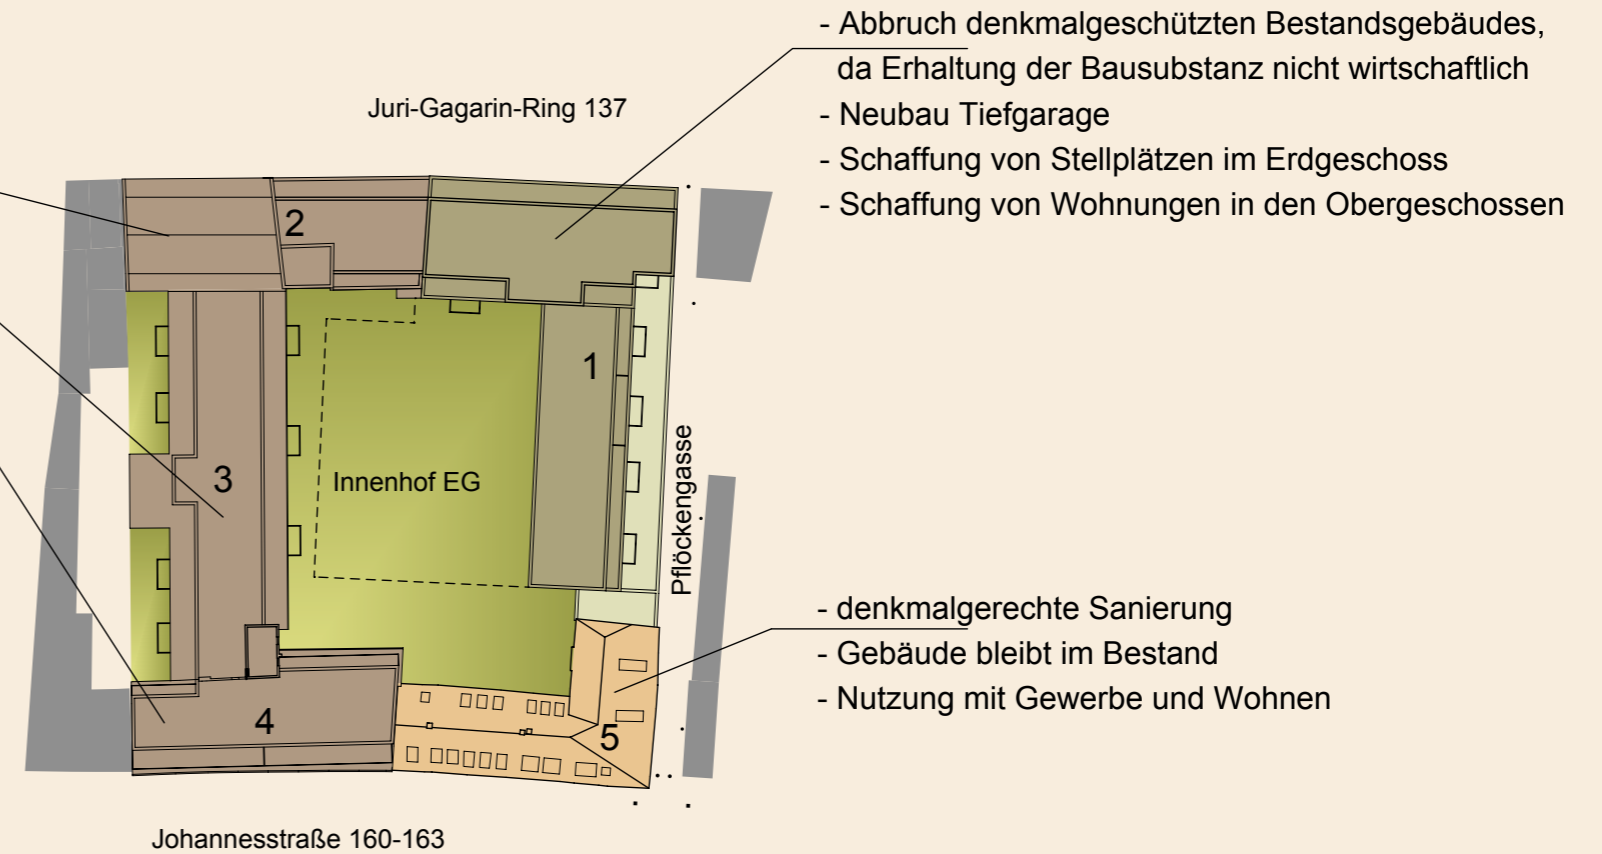 - Abbruch denkmalgeschützten Bestandsgebäudes,
da Erhaltung der Bausubstanz nicht wirtschaftlich
- Neubau Tiefgarage
- Schaffung von Stellplätzen im Erdgeschoss
- Schaffung von Wohnungen in den Obergeschossen
Juri-Gagarin-Ring 137
2
1
3
Innenhof EG
Pflöckengasse
4
5
- denkmalgerechte Sanierung
- Gebäude bleibt im Bestand
- Nutzung mit Gewerbe und Wohnen
Johannesstraße 160-163